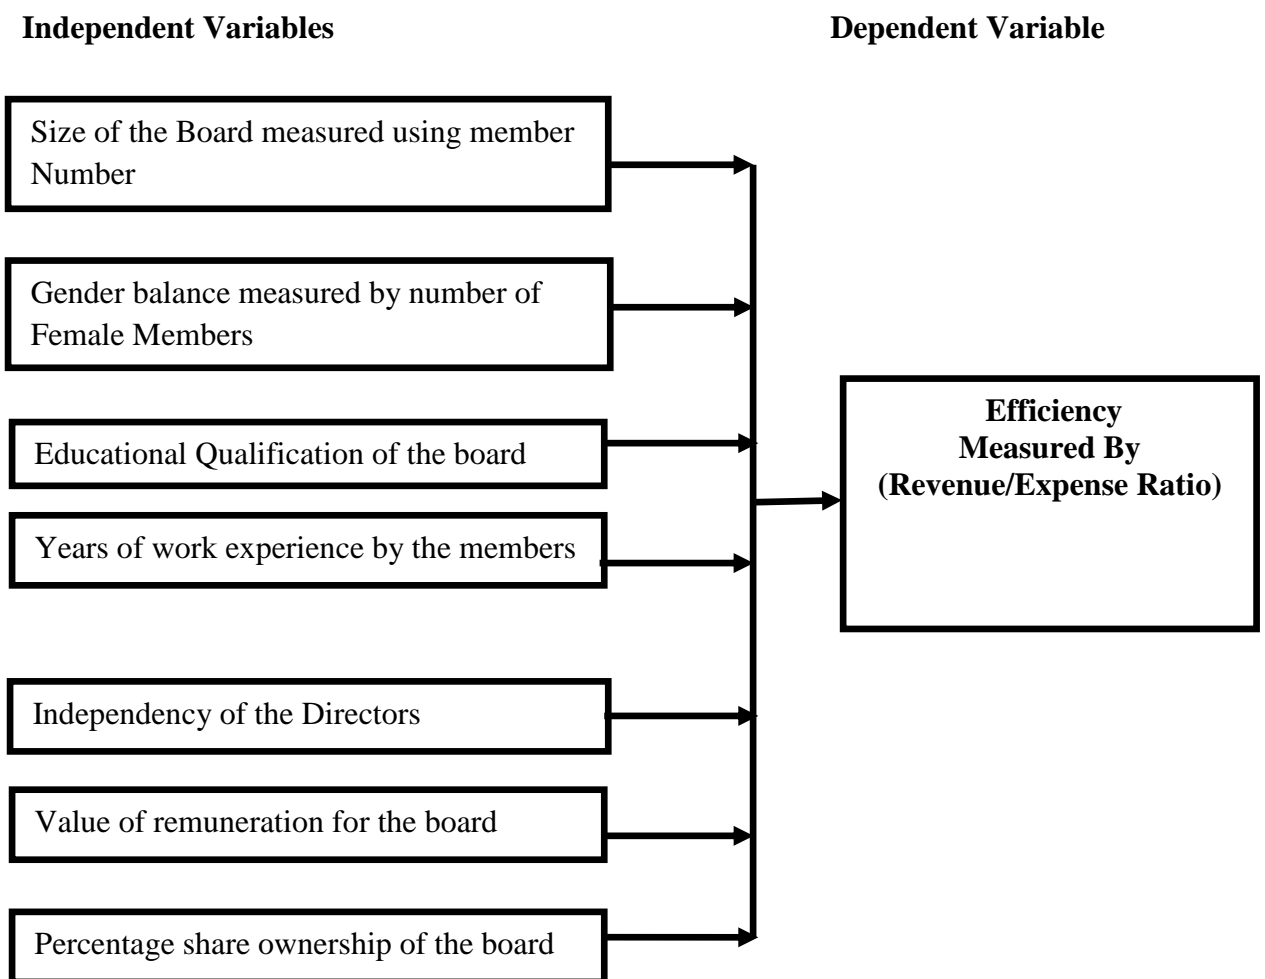 Independent Variables
Dependent Variable
Size of the Board measured using member
Number
Gender balance measured by number of
Female Members
Educational Qualification of the board
Years of work experience by the members
Independency of the Directors
Value of remuneration for the board
Percentage share ownership of the board
Efficiency
Measured By
(Revenue/Expense Ratio)